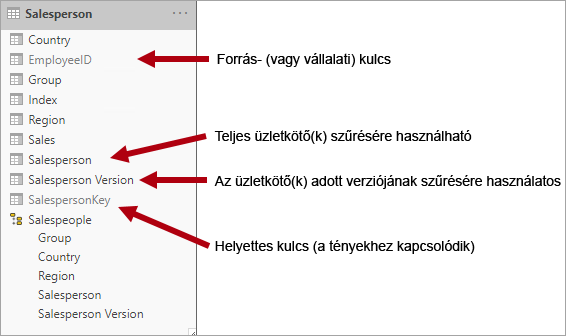 Salesperson ...
Country
EmployeeID
Forrás- (vagy vállalati) kulcs
Group
Index
Region
Sales
Teljes üzletkötő(k) szűrésére használható
Salesperson
Salesperson Version
Az üzletkötő(k) adott verziójának szűrésére használatos
SalespersonKey
Salespeople
Group
Helyettes kulcs (a tényekhez kapcsolódik)
Country
Region
Salesperson
Salesperson Version